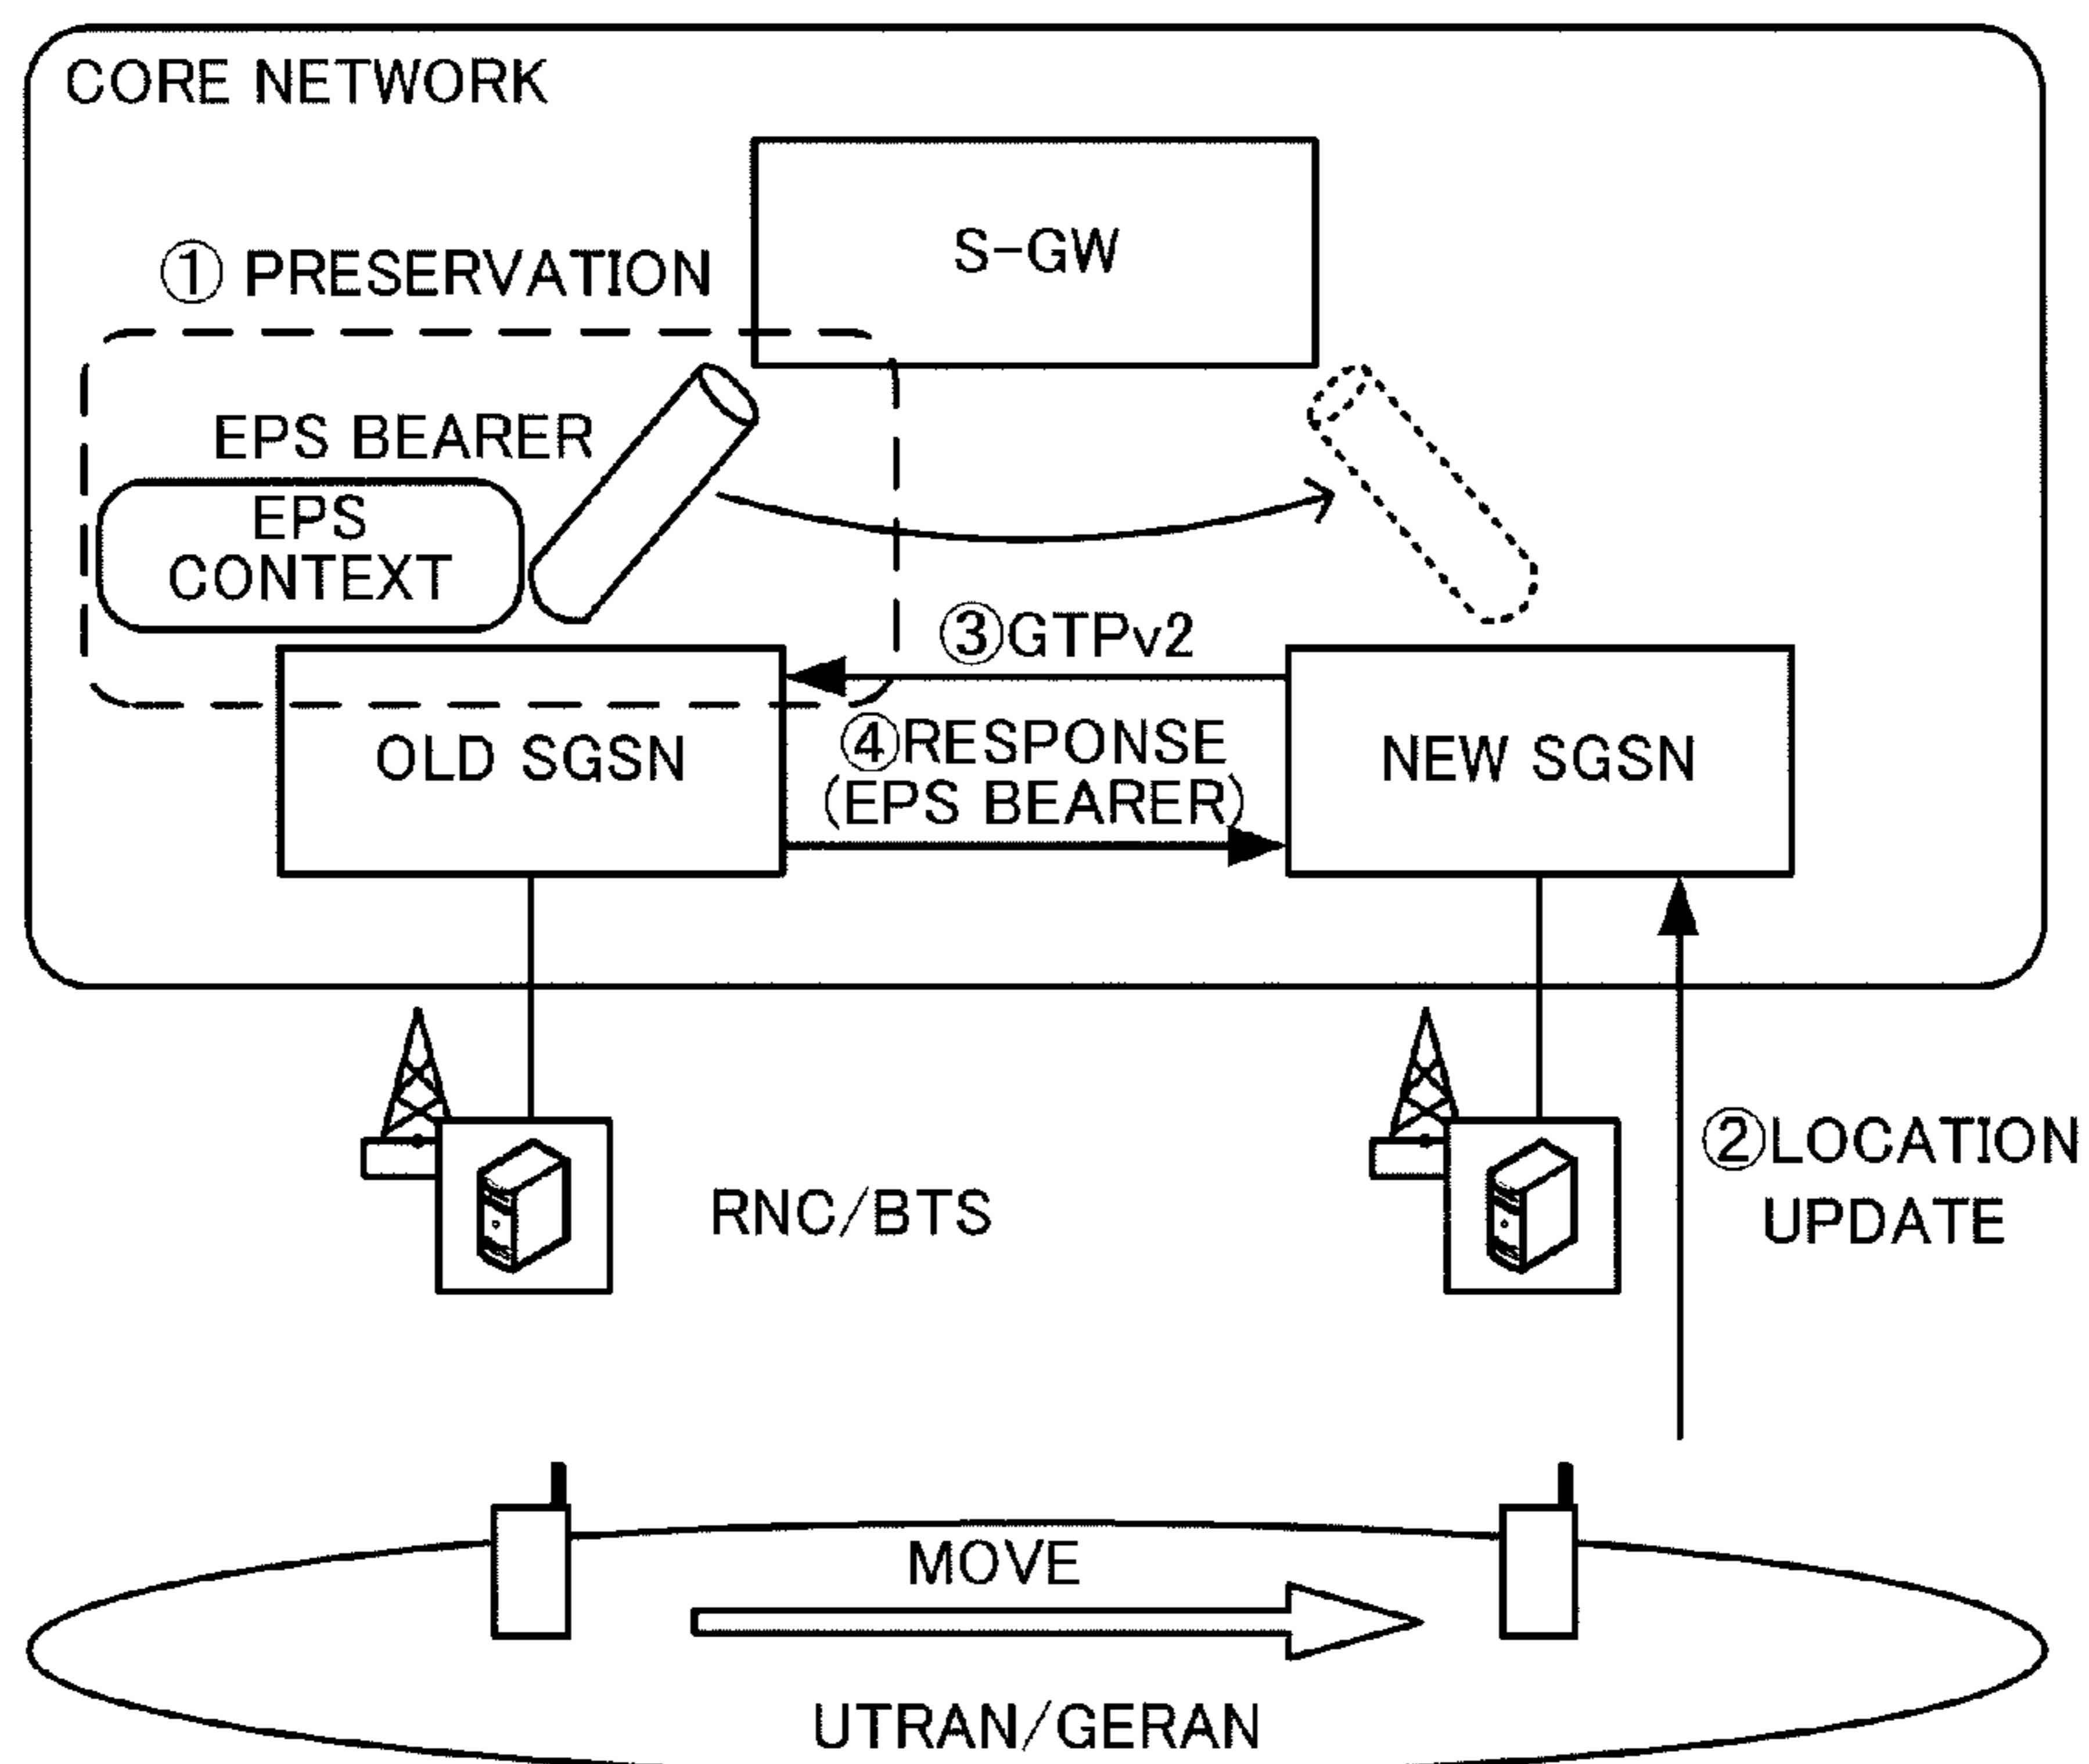 CORE NETWORK
S-GW
① PRESERVATION
EPS BEARER
EPS
CONTEXT
③GTPv2
OLD SGSN
④RESPONSE
(EPS BEARER)
NEW SGSN
②LOCATION
UPDATE
RNC/BTS
MOVE
UTRAN/GERAN